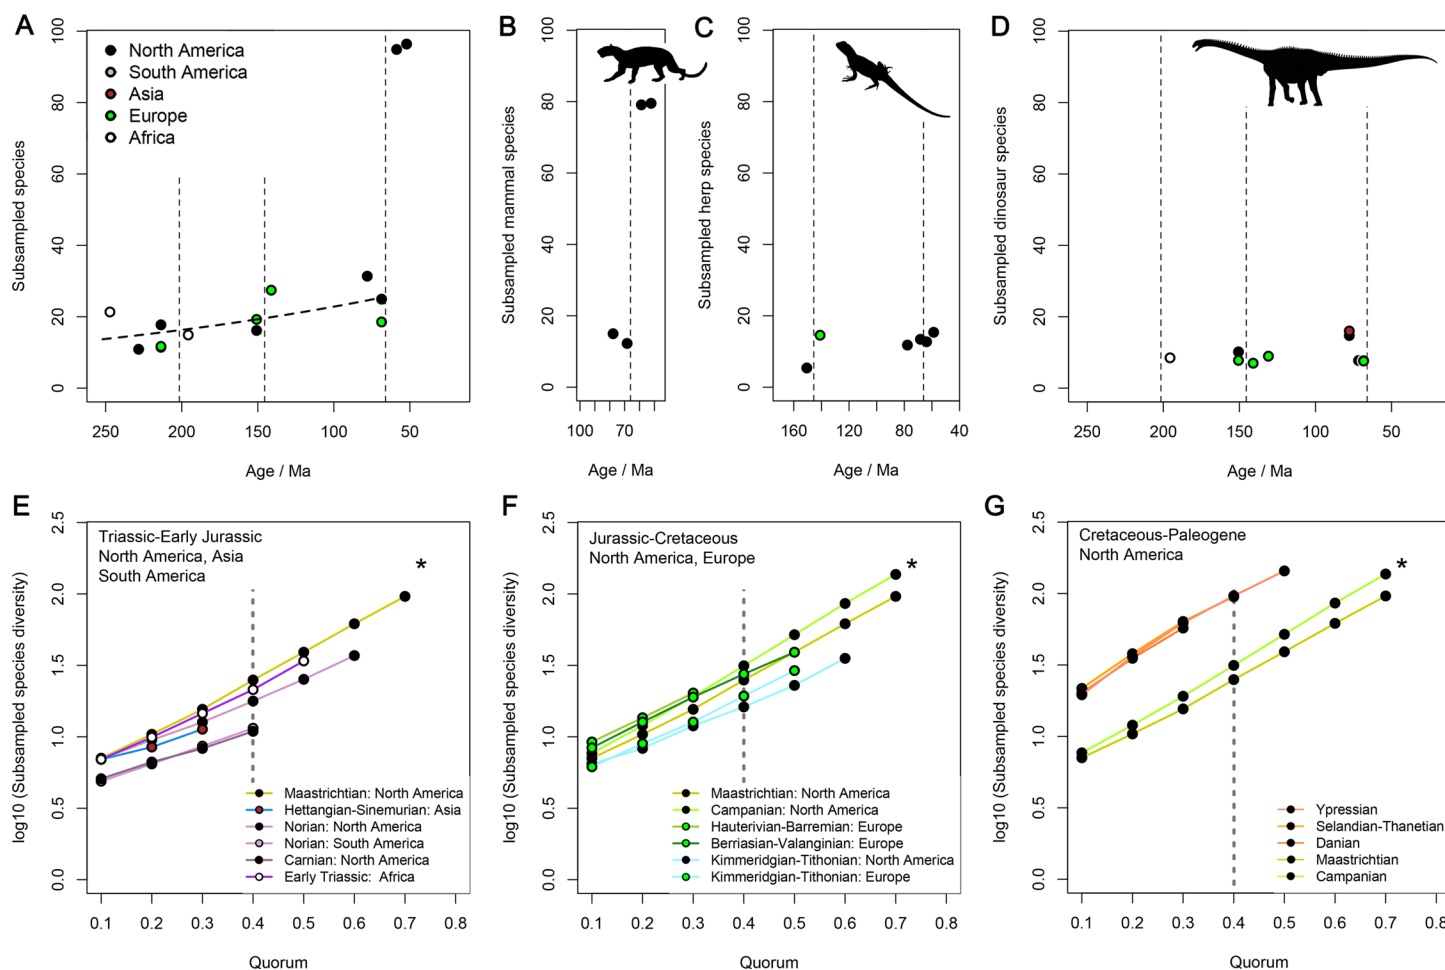 A
Subsampled species
0
20
40
60
80
100
North America
South America
Asia
Europe
Africa
250
200
150
100
50
Age / Ma
B
Subsampled mammal species
0
20
40
60
80
100
100
70
Age / Ma
C
Subsampled herp species
0
20
40
60
80
100
160
120
80
60
40
Age / Ma
D
Subsampled dinosaur species
0
20
40
60
80
100
250
200
150
100
50
Age / Ma
E
log10 (Subsampled species diversity)
0.0
0.5
1.0
1.5
2.0
2.5
Triassic-Early Jurassic
North America, Asia
South America
*
Maastrichtian: North America
Hettangian-Sinemurian: Asia
Norian: North America
Norian: South America
Carnian: North America
Early Triassic: Africa
0.1
0.2
0.3
0.4
0.5
0.6
0.7
0.8
Quorum
F
log10 (Subsampled species diversity)
0.0
0.5
1.0
1.5
2.0
2.5
Jurassic-Cretaceous
North America, Europe
*
Maastrichtian: North America
Campanian: North America
Hauterivian-Barremian: Europe
Berriasian-Valanginian: Europe
Kimmeridgian-Tithonian: North America
Kimmeridgian-Tithonian: Europe
0.1
0.2
0.3
0.4
0.5
0.6
0.7
0.8
Quorum
G
log10 (Subsampled species diversity)
0.0
0.5
1.0
1.5
2.0
2.5
Cretaceous-Paleogene
North America
*
Ypressian
Selandian-Thanetian
Danian
Maastrichtian
Campanian
0.1
0.2
0.3
0.4
0.5
0.6
0.7
0.8
Quorum